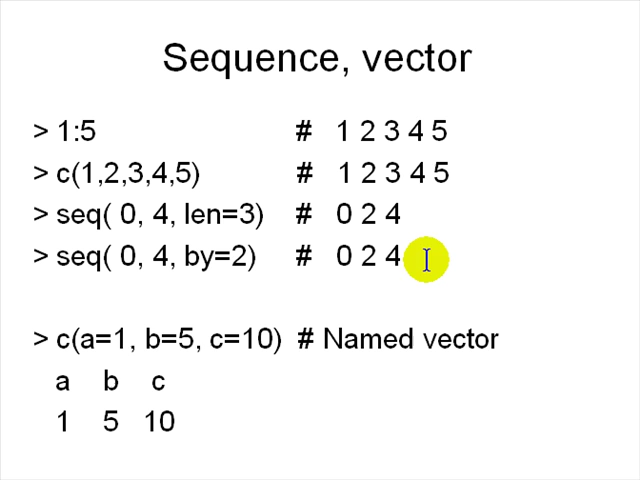 Sequence, vector
> 1:5 # 1 2 3 4 5
> c(1,2,3,4,5) # 1 2 3 4 5
> seq( 0, 4, len=3) # 0 2 4
> seq( 0, 4, by=2) # 0 2 4
> c(a=1, b=5, c=10) # Named vector
a b c
1 5 10